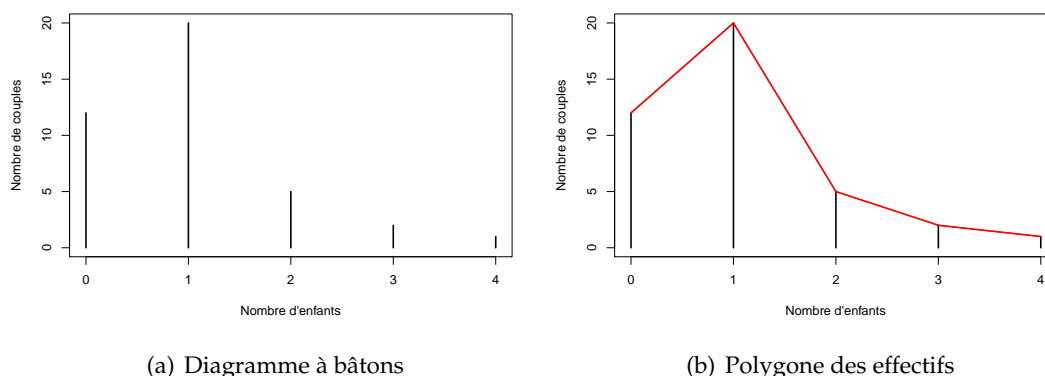 20
15
10
5
0
Nombre de couples
0 1 2 3 4
Nombre d'enfants
(a) Diagramme à bâtons
20
15
10
5
0
Nombre de couples
0 1 2 3 4
Nombre d'enfants
(b) Polygone des effectifs